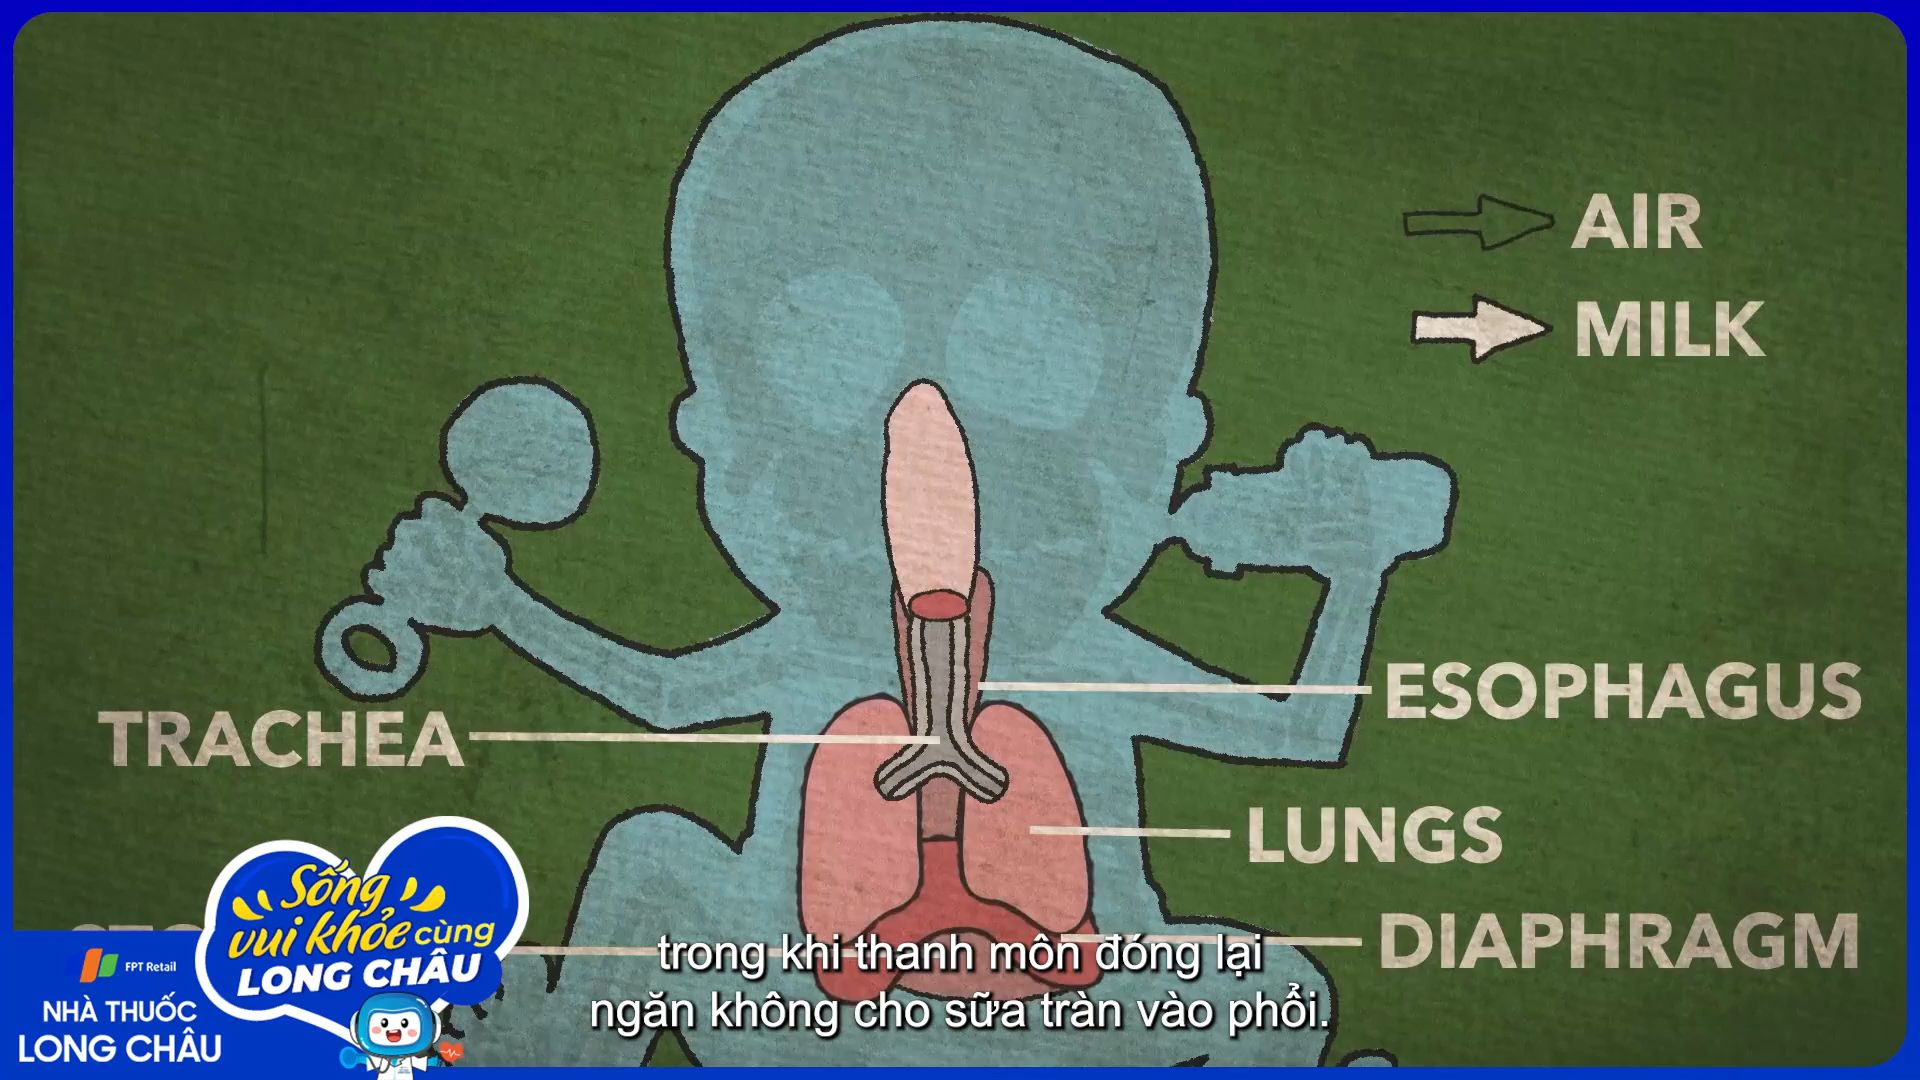 AIR
MILK
ESOPHAGUS
TRACHEA
LUNGS
DIAPHRAGM
Sống
vui khỏe cùng
LONG CHÂU
FPT Retail
NHÀ THUỐC
LONG CHÂU
trong khi thanh môn đóng lại
ngăn không cho sữa tràn vào phổi.